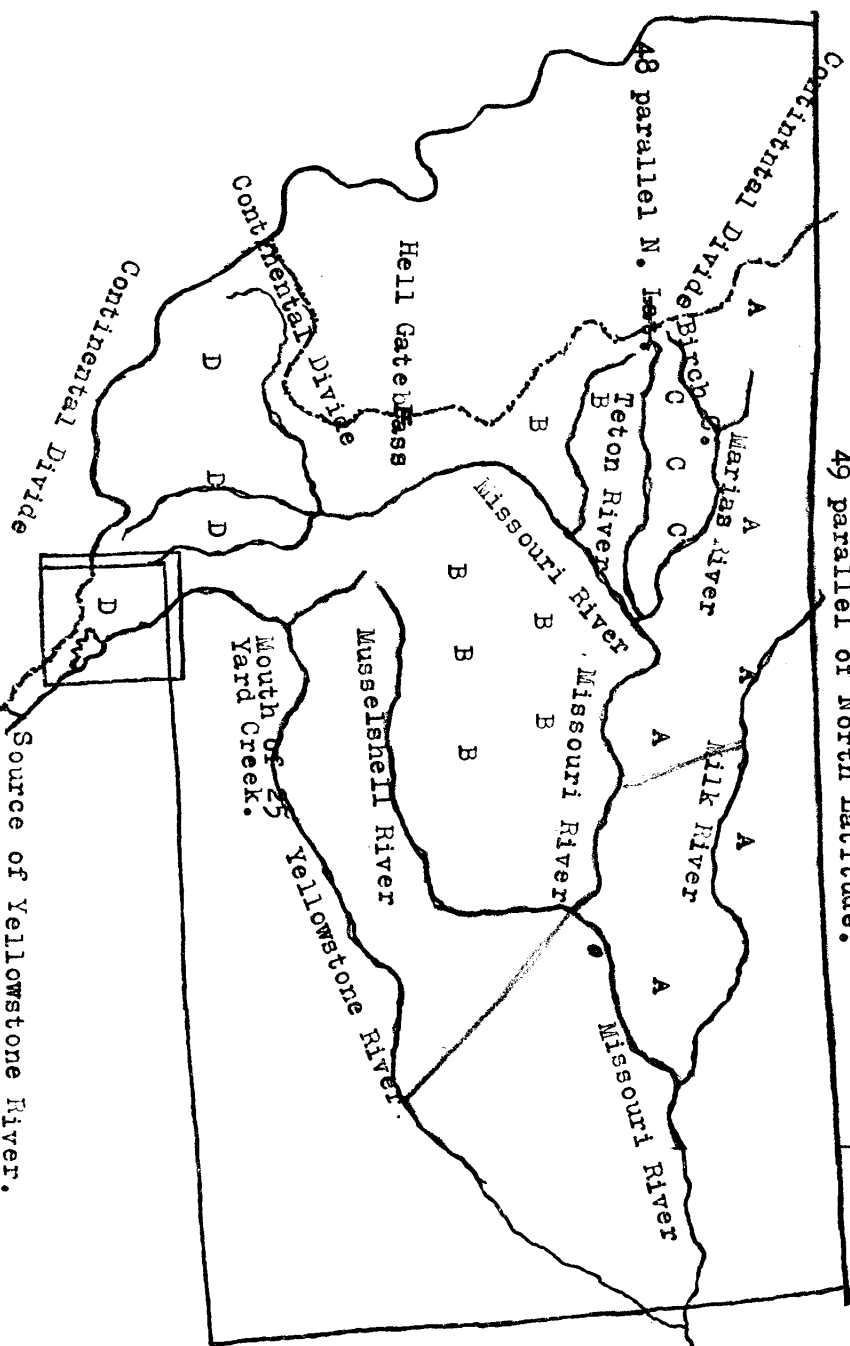 49 parallel of North Latitude.
Contintntal Divide
A
A
A
A
Marias River
Milk River
48 parallel N. Lat.
Birch C.
C
C
C
A
A
Teton River
B
B
Missouri River
Missouri River
Missouri River
Hell Gate Pass
B
B
B
B
B
B
Continental Divide
Musselshell River
Mouth of 25
Yard Creek.
Yellowstone River.
D
D
D
D
Continental Divide
Source of Yellowstone River.